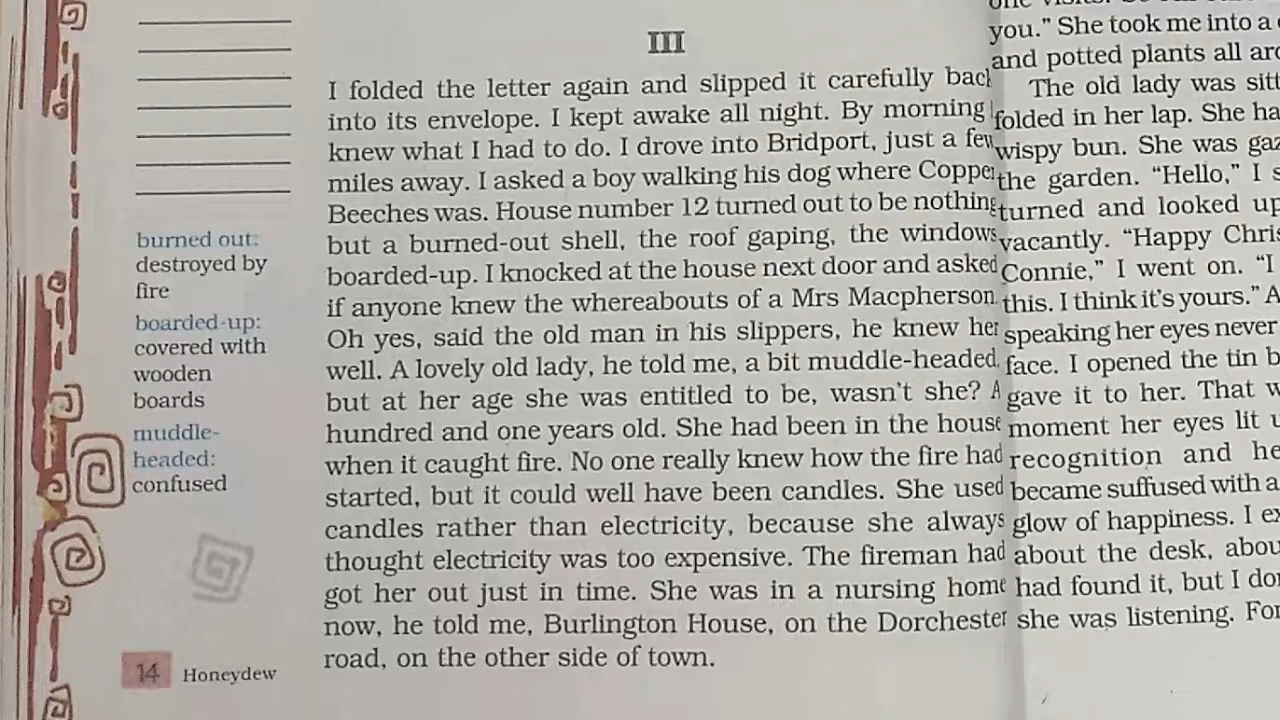 III
I folded the letter again and slipped it carefully back
into its envelope. I kept awake all night. By morning I
knew what I had to do. I drove into Bridport, just a few
miles away. I asked a boy walking his dog where Copper
Beeches was. House number 12 turned out to be nothing
but a burned-out shell, the roof gaping, the windows
boarded-up. I knocked at the house next door and asked
if anyone knew the whereabouts of a Mrs Macpherson.
Oh yes, said the old man in his slippers, he knew her
well. A lovely old lady, he told me, a bit muddle-headed,
but at her age she was entitled to be, wasn't she? A
hundred and one years old. She had been in the house
when it caught fire. No one really knew how the fire had
started, but it could well have been candles. She used
candles rather than electricity, because she always
thought electricity was too expensive. The fireman had
got her out just in time. She was in a nursing home
now, he told me, Burlington House, on the Dorchester
road, on the other side of town.
burned out:
destroyed by
fire
boarded-up:
covered with
wooden
boards
muddle-
headed:
confused
14 Honeydew
you." She took me into a
and potted plants all
The old lady was
folded in her lap. She
wispy bun. She was
the garden. "Hello," I
turned and looked up
vacantly. "Happy
Connie," I went on. "I
this. I think it's yours."
speaking her eyes never
face. I opened the tin
gave it to her. That
moment her eyes lit
recognition and
became suffused with a
glow of happiness. I
about the desk,
had found it, but I
she was listening.